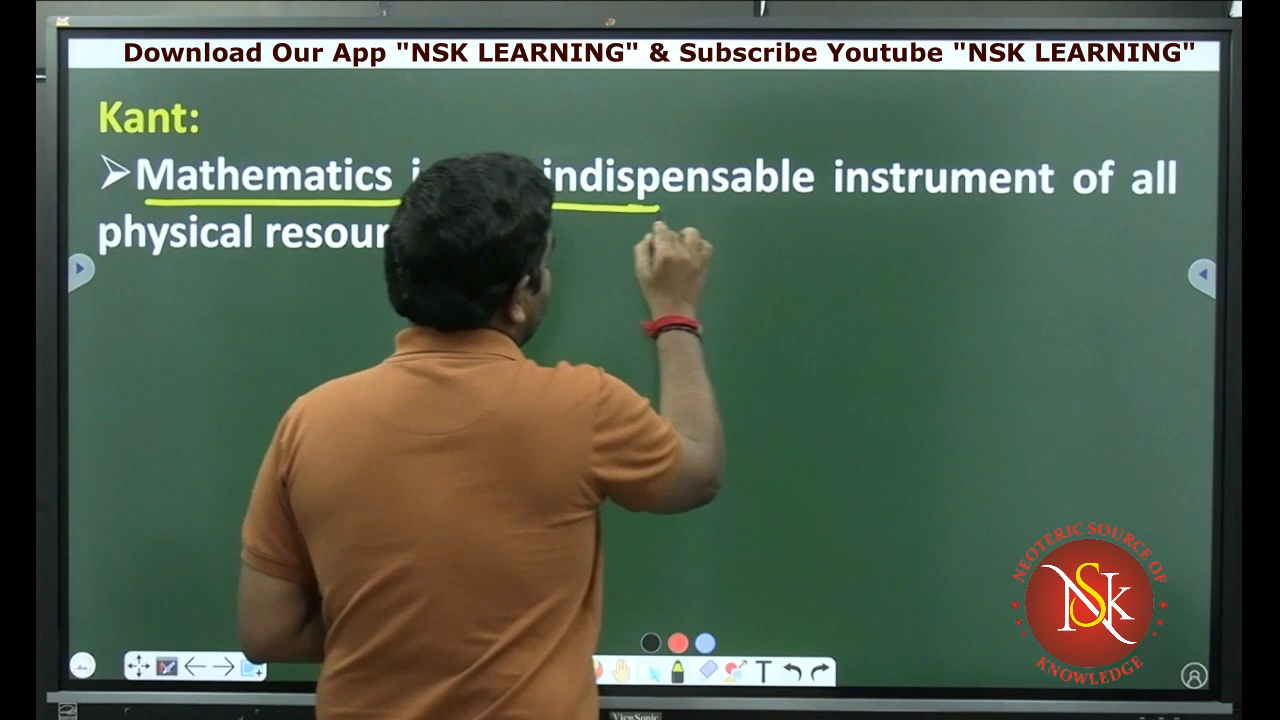 Download Our App "NSK LEARNING" & Subscribe Youtube "NSK LEARNING"
Kant:
Mathematics indispensable instrument of all
physical
NEOTERIC SOURCE OF
NSK
KNOWLEDGE
T
ViewSonic